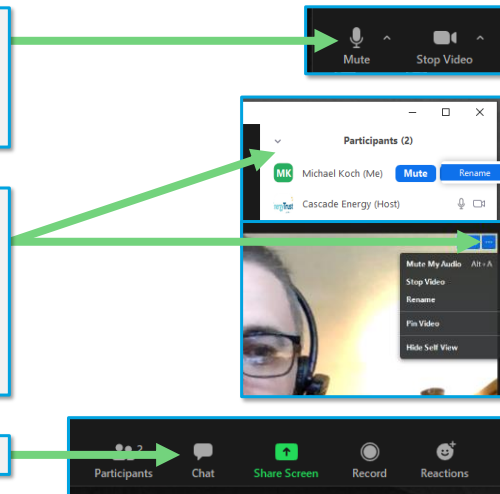 Mute Stop Video
Participants (2)
MK Michael Koch (Me) Mute Rename
Cascade Energy (Host)
Mute My Audio Alt+A
Stop Video
Rename
Pin Video
Hide Self View
2
Participants Chat Share Screen Record Reactions